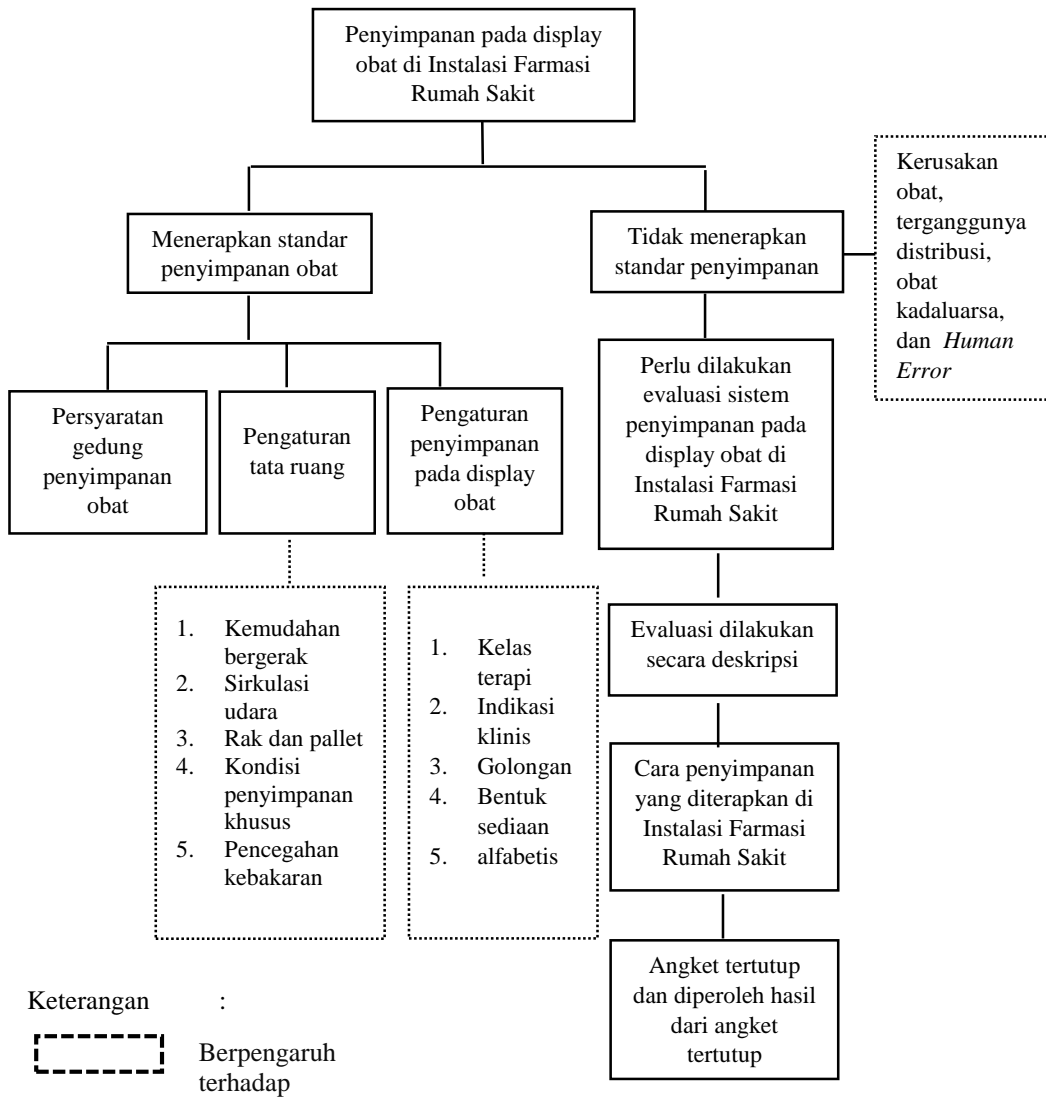 Penyimpanan pada display
obat di Instalasi Farmasi
Rumah Sakit
Kerusakan
obat,
terganggunya
distribusi,
obat
kadaluarsa,
dan Human
Error
Menerapkan standar
penyimpanan obat
Tidak menerapkan
standar penyimpanan
Persyaratan
gedung
penyimpanan
obat
Pengaturan
tata ruang
Pengaturan
penyimpanan
pada display
obat
Perlu dilakukan
evaluasi sistem
penyimpanan pada
display obat di
Instalasi Farmasi
Rumah Sakit
1. Kemudahan
bergerak
2. Sirkulasi
udara
3. Rak dan pallet
4. Kondisi
penyimpanan
khusus
5. Pencegahan
kebakaran
1. Kelas
terapi
2. Indikasi
klinis
3. Golongan
4. Bentuk
sediaan
5. alfabetis
Evaluasi dilakukan
secara deskripsi
Cara penyimpanan
yang diterapkan di
Instalasi Farmasi
Rumah Sakit
Angket tertutup
dan diperoleh hasil
dari angket
tertutup
Keterangan :
Berpengaruh
terhadap